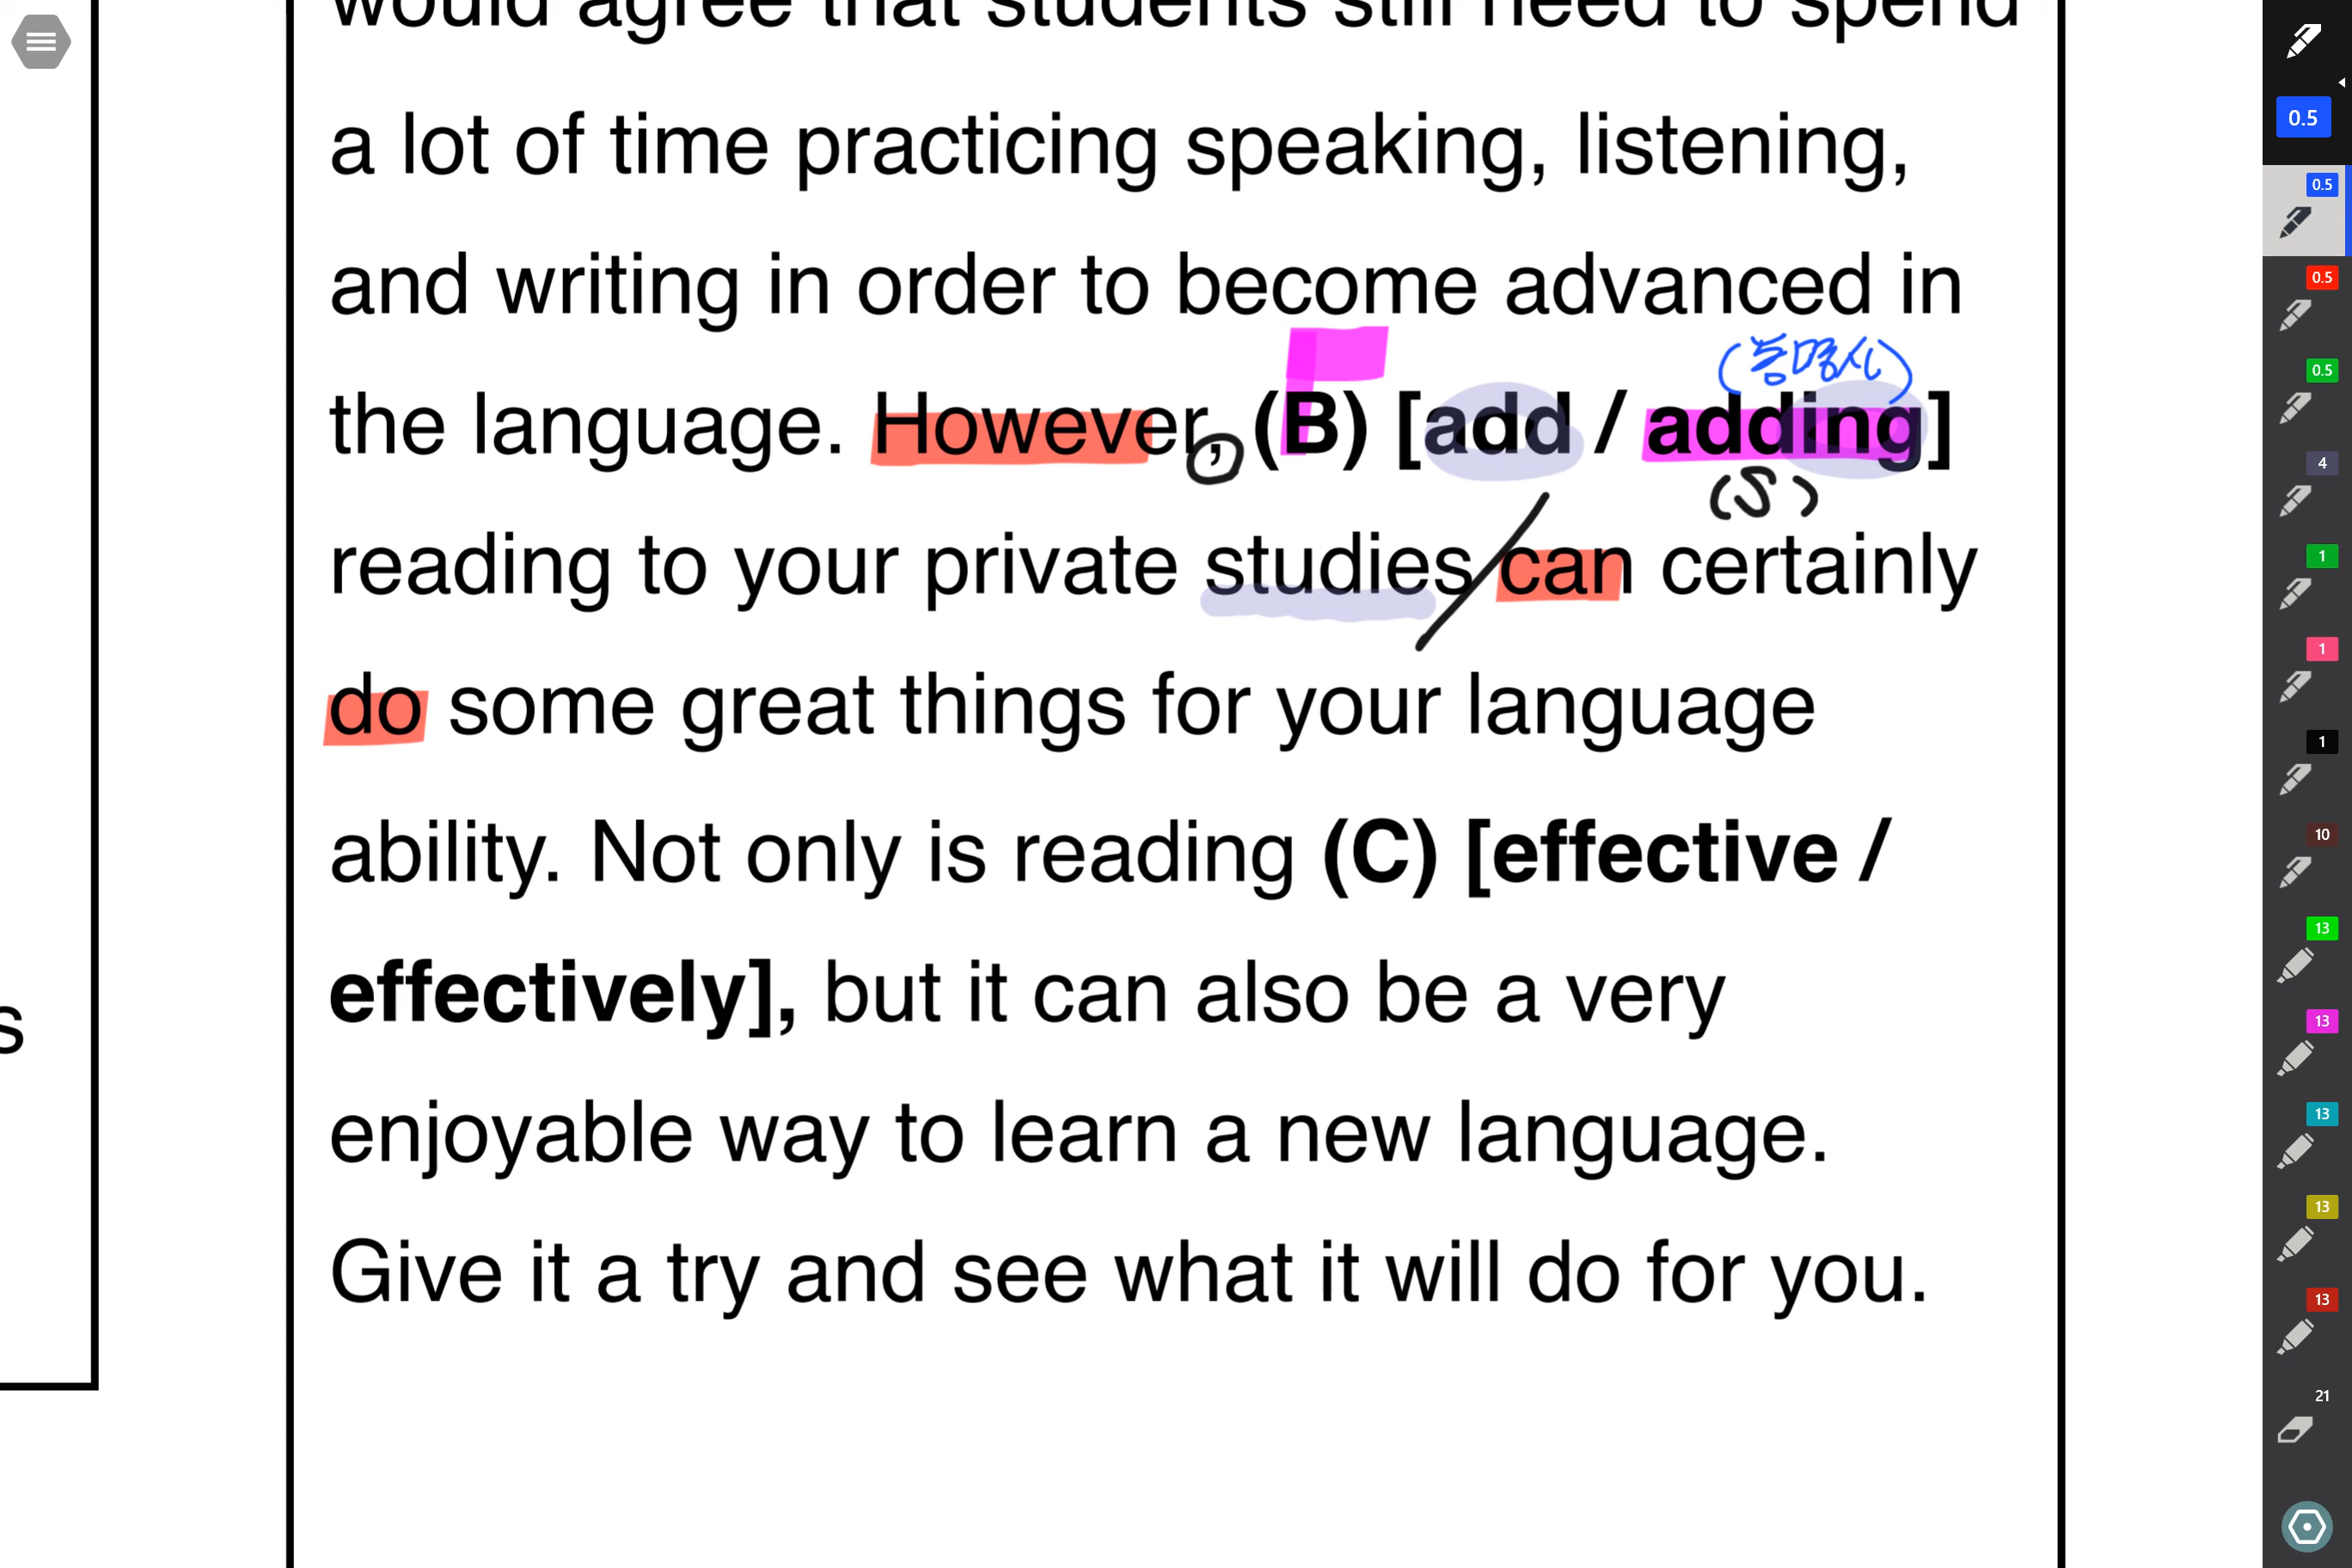 would agree that students still need to spend
a lot of time practicing speaking, listening,
and writing in order to become advanced in
(동명사)
the language. However, (B) [add / adding]
(S)
reading to your private studies can certainly
do some great things for your language
ability. Not only is reading (C) [effective /
effectively], but it can also be a very
enjoyable way to learn a new language.
Give it a try and see what it will do for you.
s
0.5
0.5
0.5
0.5
4
1
1
1
10
13
13
13
13
13
21